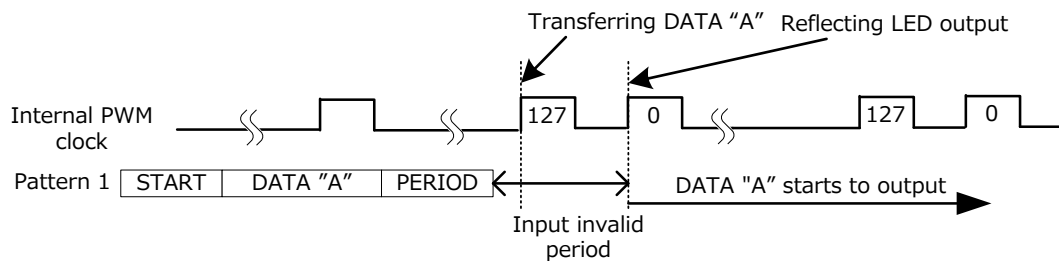 Transferring DATA “A”
Reflecting LED output
Internal PWM
clock
127
0
127
0
Pattern 1
START
DATA ”A”
PERIOD
DATA "A" starts to output
Input invalid
period